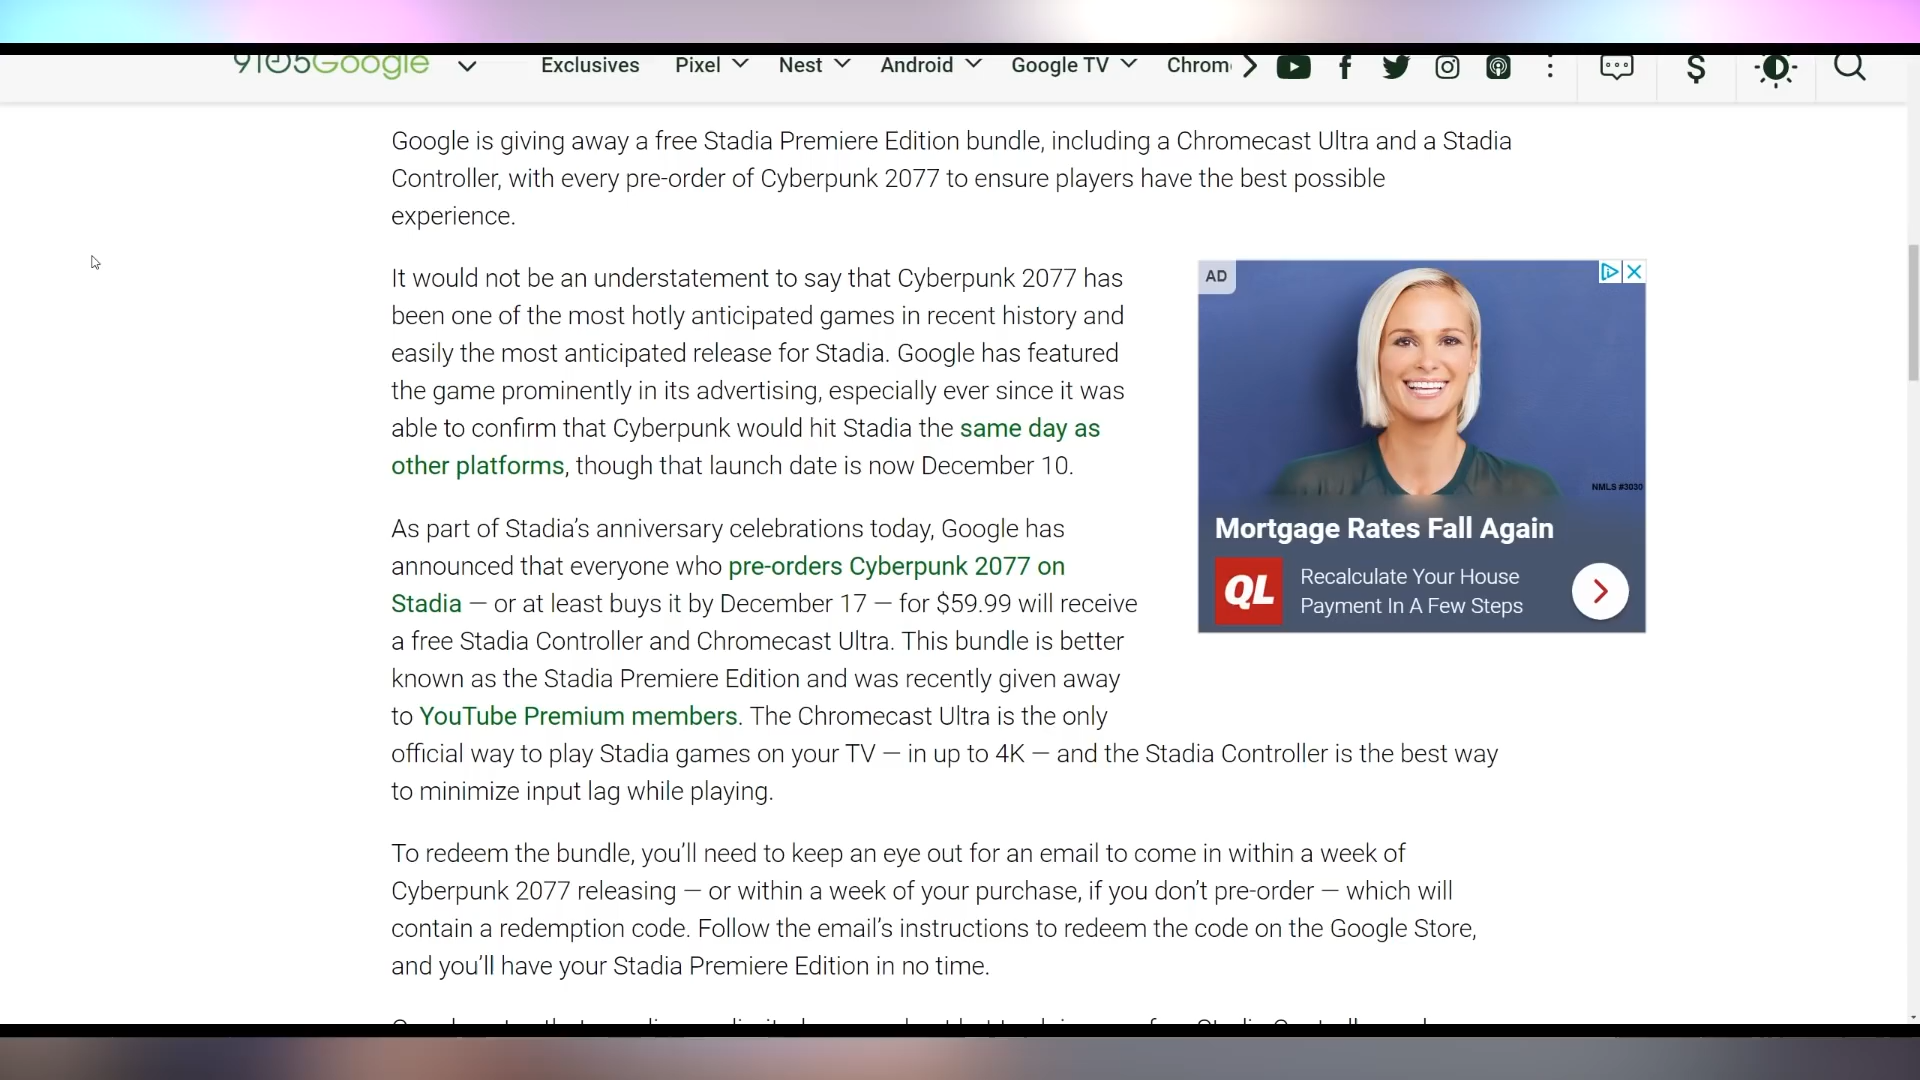 9TO5Google
Exclusives Pixel Nest Android Google TV Chrom
Google is giving away a free Stadia Premiere Edition bundle, including a Chromecast Ultra and a Stadia
Controller, with every pre-order of Cyberpunk 2077 to ensure players have the best possible
experience.
It would not be an understatement to say that Cyberpunk 2077 has
been one of the most hotly anticipated games in recent history and
easily the most anticipated release for Stadia. Google has featured
the game prominently in its advertising, especially ever since it was
able to confirm that Cyberpunk would hit Stadia the same day as
other platforms, though that launch date is now December 10.
AD
NMLS #3030
Mortgage Rates Fall Again
QL
Recalculate Your House
Payment In A Few Steps
As part of Stadia’s anniversary celebrations today, Google has
announced that everyone who pre-orders Cyberpunk 2077 on
Stadia — or at least buys it by December 17 — for $59.99 will receive
a free Stadia Controller and Chromecast Ultra. This bundle is better
known as the Stadia Premiere Edition and was recently given away
to YouTube Premium members. The Chromecast Ultra is the only
official way to play Stadia games on your TV — in up to 4K — and the Stadia Controller is the best way
to minimize input lag while playing.
To redeem the bundle, you’ll need to keep an eye out for an email to come in within a week of
Cyberpunk 2077 releasing — or within a week of your purchase, if you don’t pre-order — which will
contain a redemption code. Follow the email’s instructions to redeem the code on the Google Store,
and you’ll have your Stadia Premiere Edition in no time.